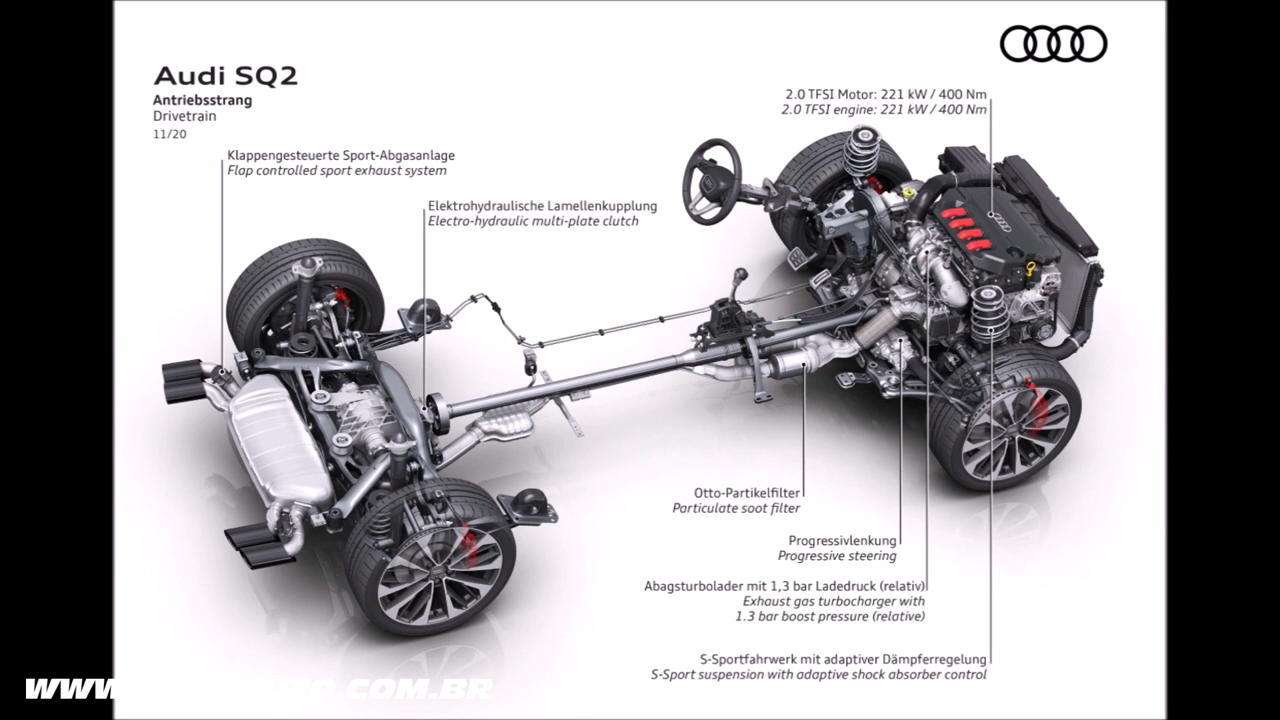 Audi SQ2
Antriebsstrang
Drivetrain
11/20
2.0 TFSI Motor: 221 kW / 400 Nm
2.0 TFSI engine: 221 kW / 400 Nm
Klappengesteuerte Sport-Abgasanlage
Flap controlled sport exhaust system
Elektrohydraulische Lamellenkupplung
Electro-hydraulic multi-plate clutch
Otto-Partikelfilter
Particulate soot filter
Progressivlenkung
Progressive steering
Abagsturbolader mit 1,3 bar Ladedruck (relativ)
Exhaust gas turbocharger with
1.3 bar boost pressure (relative)
S-Sportfahrwerk mit adaptiver Dämpferregelung
S-Sport suspension with adaptive shock absorber control